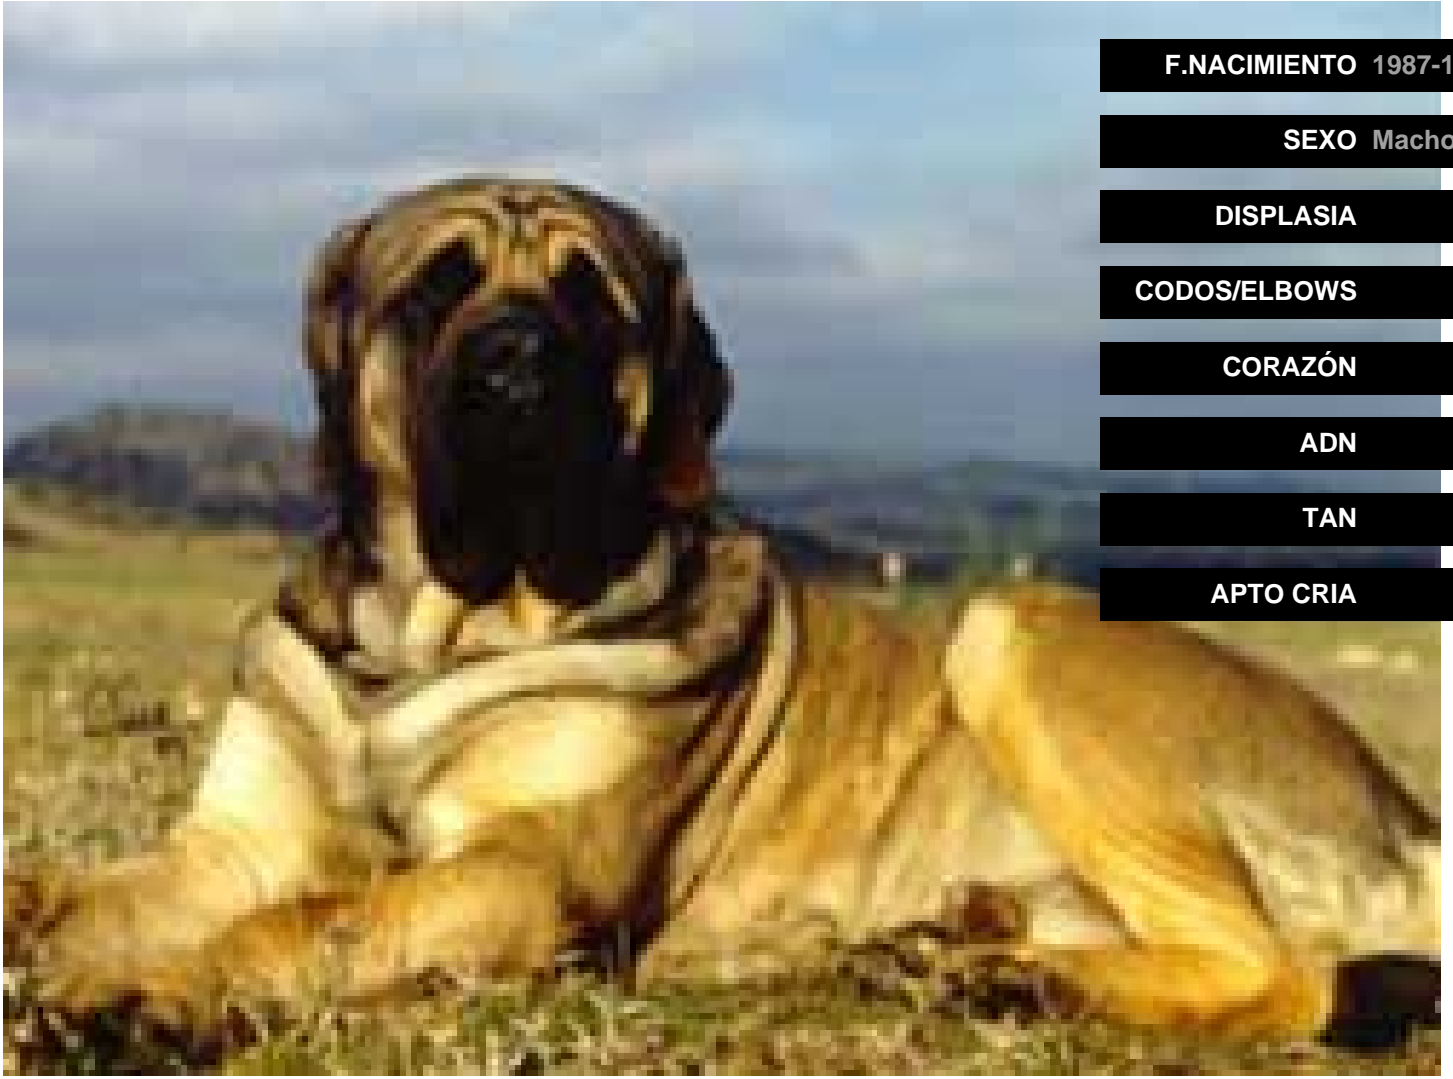 F.NACIMIENTO 1987-1
SEXO Macho
DISPLASIA
CODOS/ELBOWS
CORAZÓN
ADN
TAN
APTO CRIA